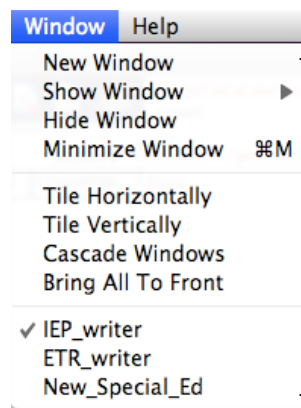 Window Help
New Window
Show Window
Hide Window
Minimize Window ⌘M
Tile Horizontally
Tile Vertically
Cascade Windows
Bring All To Front
✓ IEP_writer
ETR_writer
New_Special_Ed